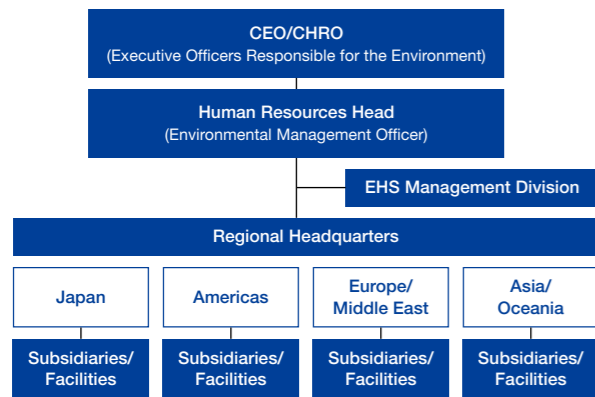 CEO/CHRO
(Executive Officers Responsible for the Environment)
Human Resources Head
(Environmental Management Officer)
EHS Management Division
Regional Headquarters
Japan
Americas
Europe/
Middle East
Asia/
Oceania
Subsidiaries/
Facilities
Subsidiaries/
Facilities
Subsidiaries/
Facilities
Subsidiaries/
Facilities